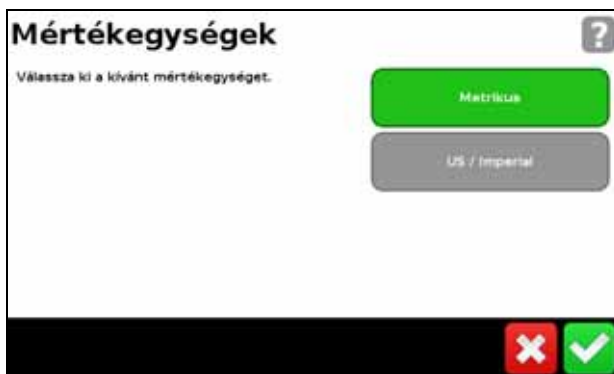 Mértékegységek
?
Válassza ki a kívánt mértékegységet.
Metrikus
US / Imperial